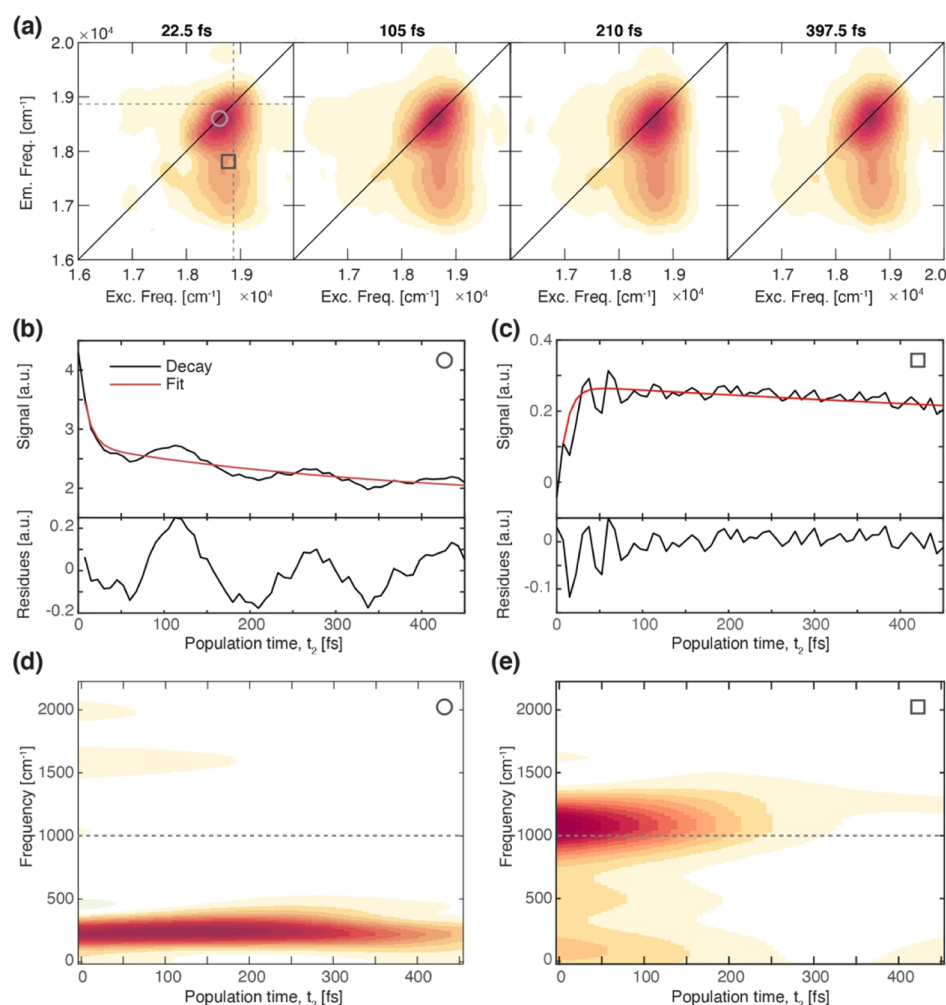 (a)
×10⁴ 22.5 fs 105 fs 210 fs 397.5 fs
2.0
1.9
1.8
1.7
1.6
Em. Freq. [cm⁻¹]
1.6 1.7 1.8 1.9 1.7 1.8 1.9 1.7 1.8 1.9 1.7 1.8 1.9 2.0
Exc. Freq. [cm⁻¹] ×10⁴ Exc. Freq. [cm⁻¹] ×10⁴ Exc. Freq. [cm⁻¹] ×10⁴ Exc. Freq. [cm⁻¹] ×10⁴
(b)
4
3
2
Signal [a.u.]
Decay
Fit
0.2
0
-0.2
Residues [a.u.]
0 100 200 300 400
Population time, t₂ [fs]
(c)
0.4
0.2
0
Signal [a.u.]
0
-0.1
Residues [a.u.]
0 100 200 300 400
Population time, t₂ [fs]
(d)
2000
1500
1000
500
0
Frequency [cm⁻¹]
0 100 200 300 400
Population time, t₂ [fs]
(e)
2000
1500
1000
500
0
Frequency [cm⁻¹]
0 100 200 300 400
Population time, t₂ [fs]